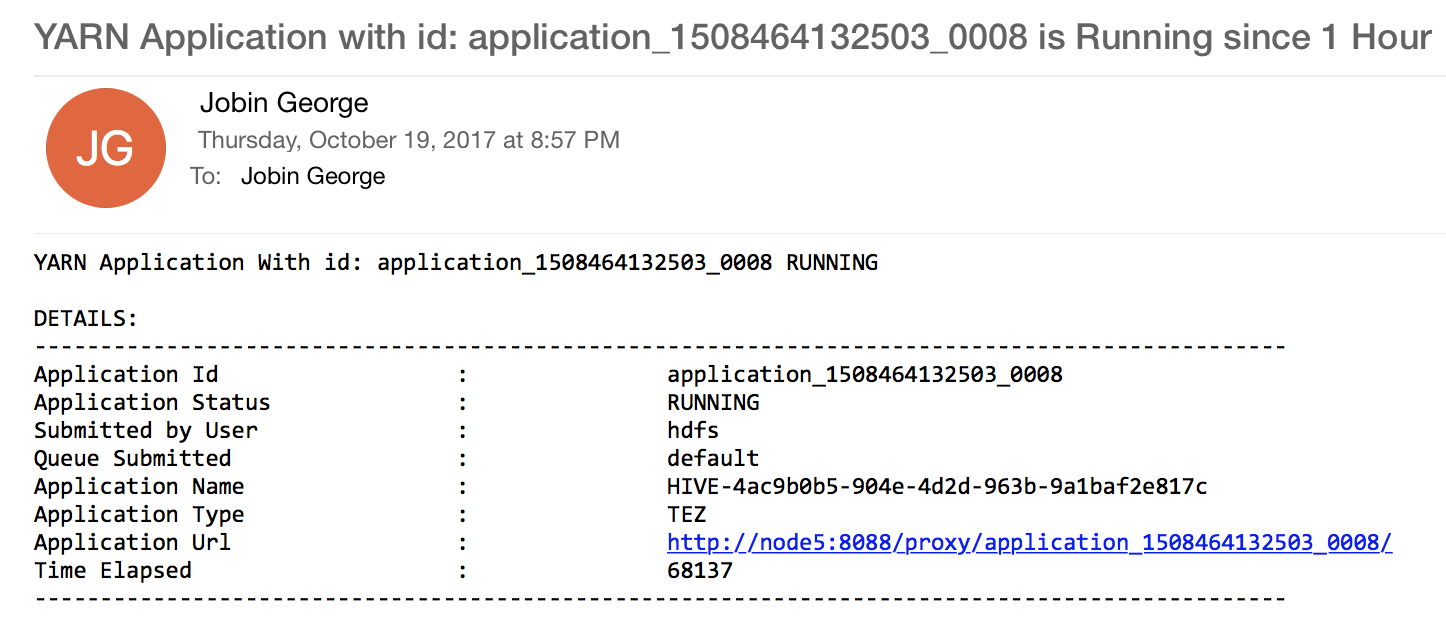 YARN Application with id: application_1508464132503_0008 is Running since 1 Hour
JG
Jobin George
Thursday, October 19, 2017 at 8:57 PM
To: Jobin George
YARN Application With id: application_1508464132503_0008 RUNNING
DETAILS:
-----------------------------------------------------------------------------------------------
Application Id : application_1508464132503_0008
Application Status : RUNNING
Submitted by User : hdfs
Queue Submitted : default
Application Name : HIVE-4ac9b0b5-904e-4d2d-963b-9a1baf2e817c
Application Type : TEZ
Application Url : http://node5:8088/proxy/application_1508464132503_0008/
Time Elapsed : 68137
-----------------------------------------------------------------------------------------------